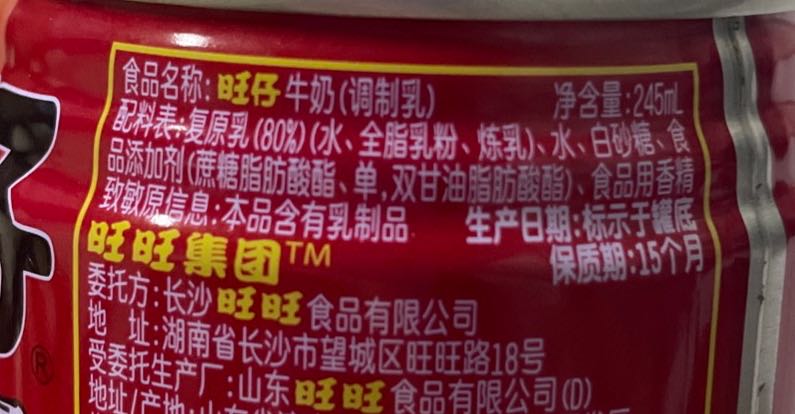 食品名称:旺仔牛奶(调制乳) 净含量:245mL
配料表:复原乳(80%)(水、全脂乳粉、炼乳)、水、白砂糖、食
品添加剂(蔗糖脂肪酸酯、单,双甘油脂肪酸酯)、食品用香精
致敏原信息:本品含有乳制品 生产日期:标示于罐底
旺旺集团™ 保质期:15个月
委托方:长沙旺旺食品有限公司
地 址:湖南省长沙市望城区旺旺路18号
受委托生产厂:山东旺旺食品有限公司(D)
地址/产地:山东省
®